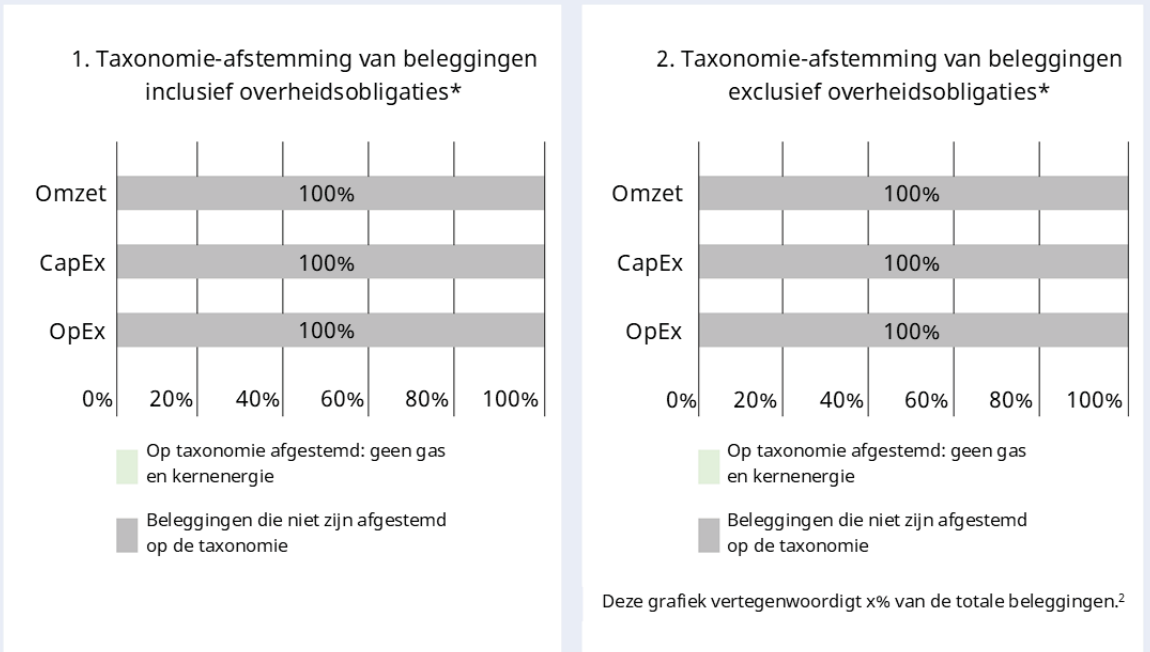 1. Taxonomie-afstemming van beleggingen
inclusief overheidsobligaties*
Omzet
100%
CapEx
100%
OpEx
100%
0% 20% 40% 60% 80% 100%
Op taxonomie afgestemd: geen gas
en kernenergie
Beleggingen die niet zijn afgestemd
op de taxonomie
2. Taxonomie-afstemming van beleggingen
exclusief overheidsobligaties*
Omzet
100%
CapEx
100%
OpEx
100%
0% 20% 40% 60% 80% 100%
Op taxonomie afgestemd: geen gas
en kernenergie
Beleggingen die niet zijn afgestemd
op de taxonomie
Deze grafiek vertegenwoordigt x% van de totale beleggingen.²